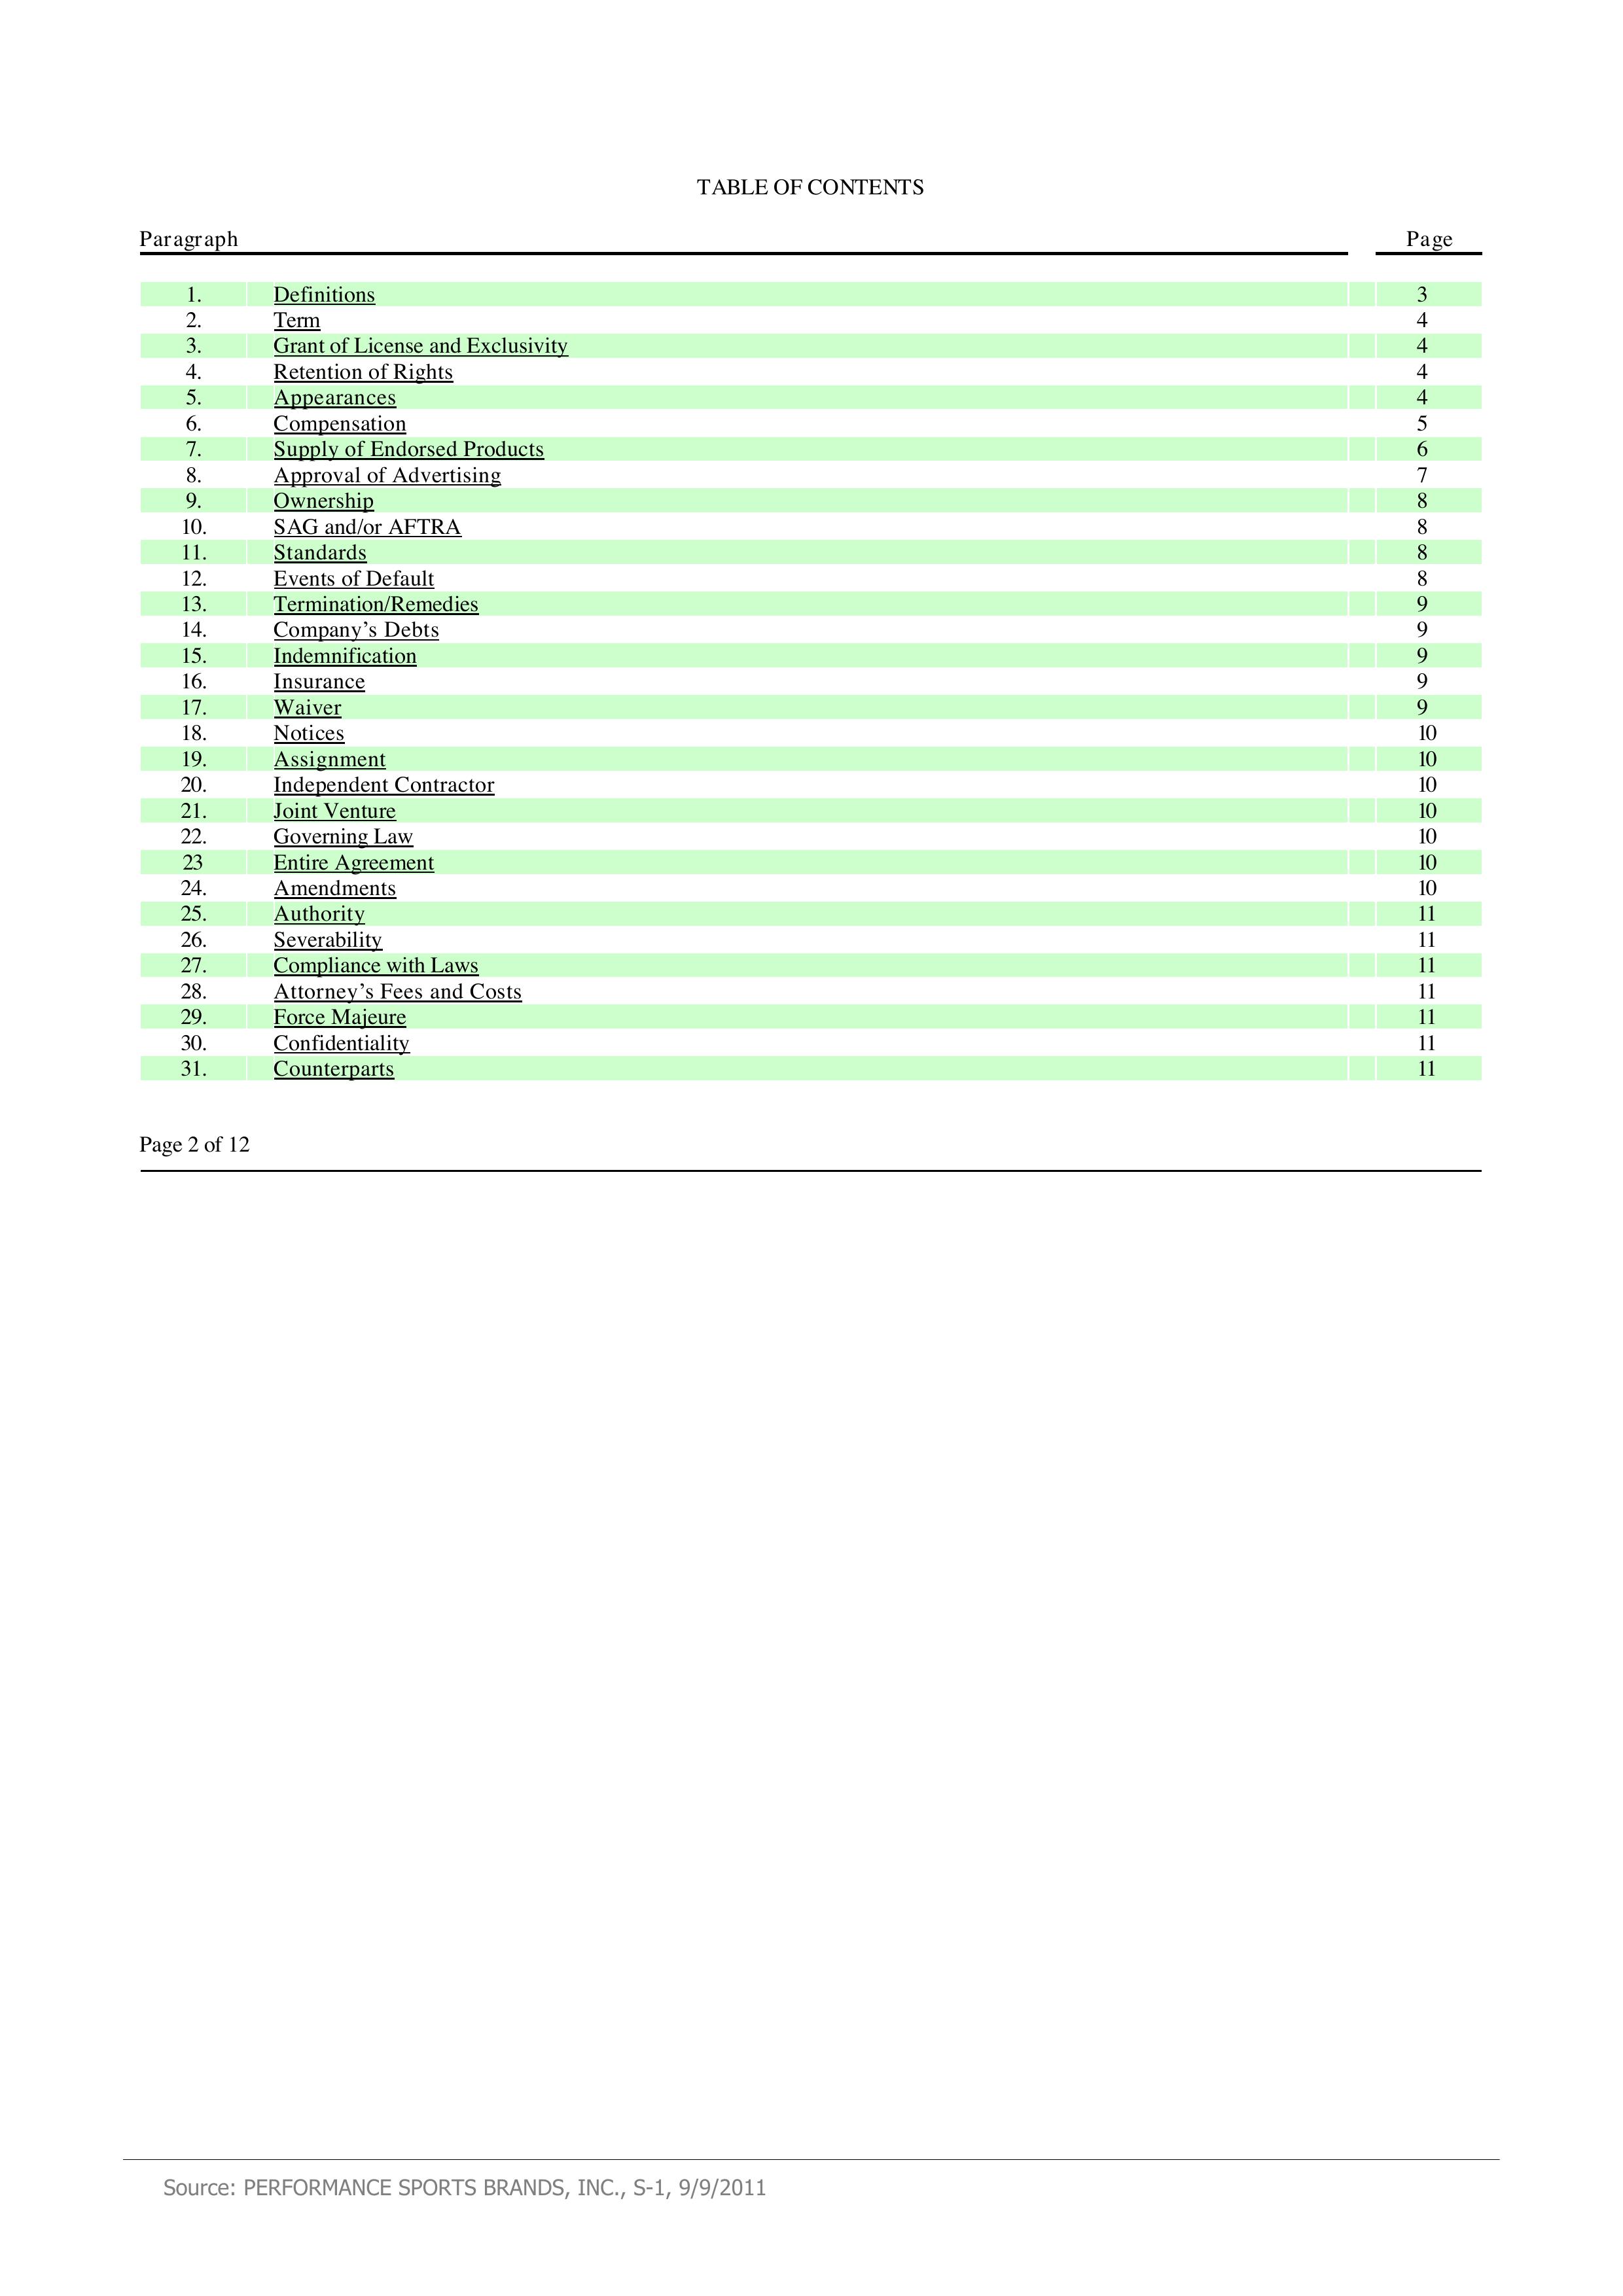 TABLE OF CONTENTS
Paragraph Page
1. Definitions 3
2. Term 4
3. Grant of License and Exclusivity 4
4. Retention of Rights 4
5. Appearances 4
6. Compensation 5
7. Supply of Endorsed Products 6
8. Approval of Advertising 7
9. Ownership 8
10. SAG and/or AFTRA 8
11. Standards 8
12. Events of Default 8
13. Termination/Remedies 9
14. Company’s Debts 9
15. Indemnification 9
16. Insurance 9
17. Waiver 9
18. Notices 10
19. Assignment 10
20. Independent Contractor 10
21. Joint Venture 10
22. Governing Law 10
23 Entire Agreement 10
24. Amendments 10
25. Authority 11
26. Severability 11
27. Compliance with Laws 11
28. Attorney’s Fees and Costs 11
29. Force Majeure 11
30. Confidentiality 11
31. Counterparts 11
Page 2 of 12
Source: PERFORMANCE SPORTS BRANDS, INC., S-1, 9/9/2011